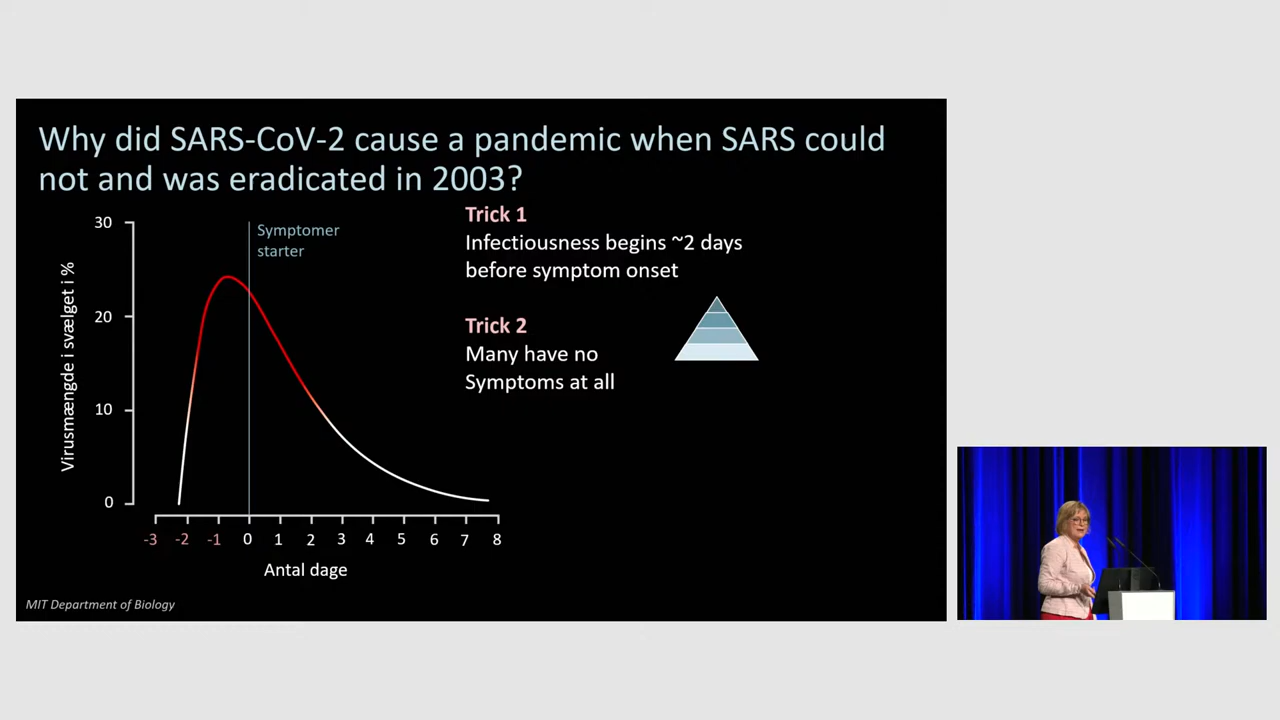 Why did SARS-CoV-2 cause a pandemic when SARS could
not and was eradicated in 2003?
Trick 1
Infectiousness begins ~2 days
before symptom onset
Trick 2
Many have no
Symptoms at all
Symptomer
starter
Virusmængde i svælget i %
30
20
10
0
-3 -2 -1 0 1 2 3 4 5 6 7 8
Antal dage
MIT Department of Biology